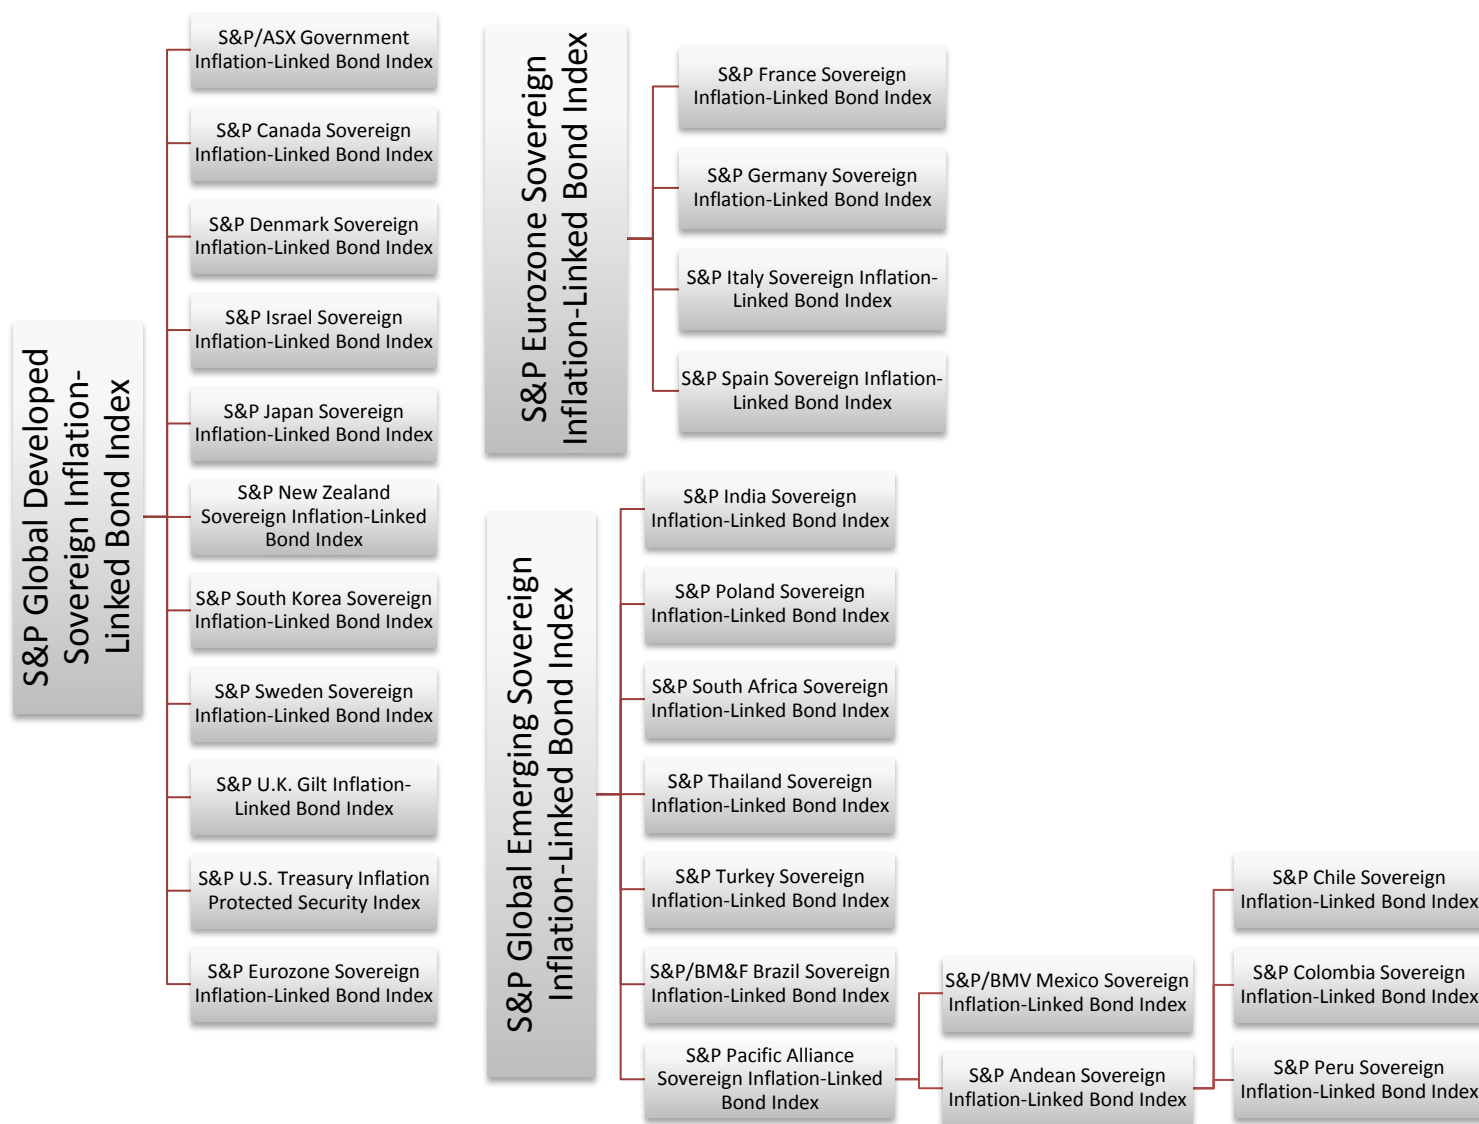 S&P Global Developed
Sovereign Inflation-
Linked Bond Index
S&P/ASX Government
Inflation-Linked Bond Index
S&P Canada Sovereign
Inflation-Linked Bond Index
S&P Denmark Sovereign
Inflation-Linked Bond Index
S&P Israel Sovereign
Inflation-Linked Bond Index
S&P Japan Sovereign
Inflation-Linked Bond Index
S&P New Zealand
Sovereign Inflation-Linked
Bond Index
S&P South Korea Sovereign
Inflation-Linked Bond Index
S&P Sweden Sovereign
Inflation-Linked Bond Index
S&P U.K. Gilt Inflation-
Linked Bond Index
S&P U.S. Treasury Inflation
Protected Security Index
S&P Eurozone Sovereign
Inflation-Linked Bond Index
S&P Eurozone Sovereign
Inflation-Linked Bond Index
S&P France Sovereign
Inflation-Linked Bond Index
S&P Germany Sovereign
Inflation-Linked Bond Index
S&P Italy Sovereign Inflation-
Linked Bond Index
S&P Spain Sovereign Inflation-
Linked Bond Index
S&P Global Emerging Sovereign
Inflation-Linked Bond Index
S&P India Sovereign
Inflation-Linked Bond Index
S&P Poland Sovereign
Inflation-Linked Bond Index
S&P South Africa Sovereign
Inflation-Linked Bond Index
S&P Thailand Sovereign
Inflation-Linked Bond Index
S&P Turkey Sovereign
Inflation-Linked Bond Index
S&P/BM&F Brazil Sovereign
Inflation-Linked Bond Index
S&P Pacific Alliance
Sovereign Inflation-Linked
Bond Index
S&P/BMV Mexico Sovereign
Inflation-Linked Bond Index
S&P Andean Sovereign
Inflation-Linked Bond Index
S&P Chile Sovereign
Inflation-Linked Bond Index
S&P Colombia Sovereign
Inflation-Linked Bond Index
S&P Peru Sovereign
Inflation-Linked Bond Index